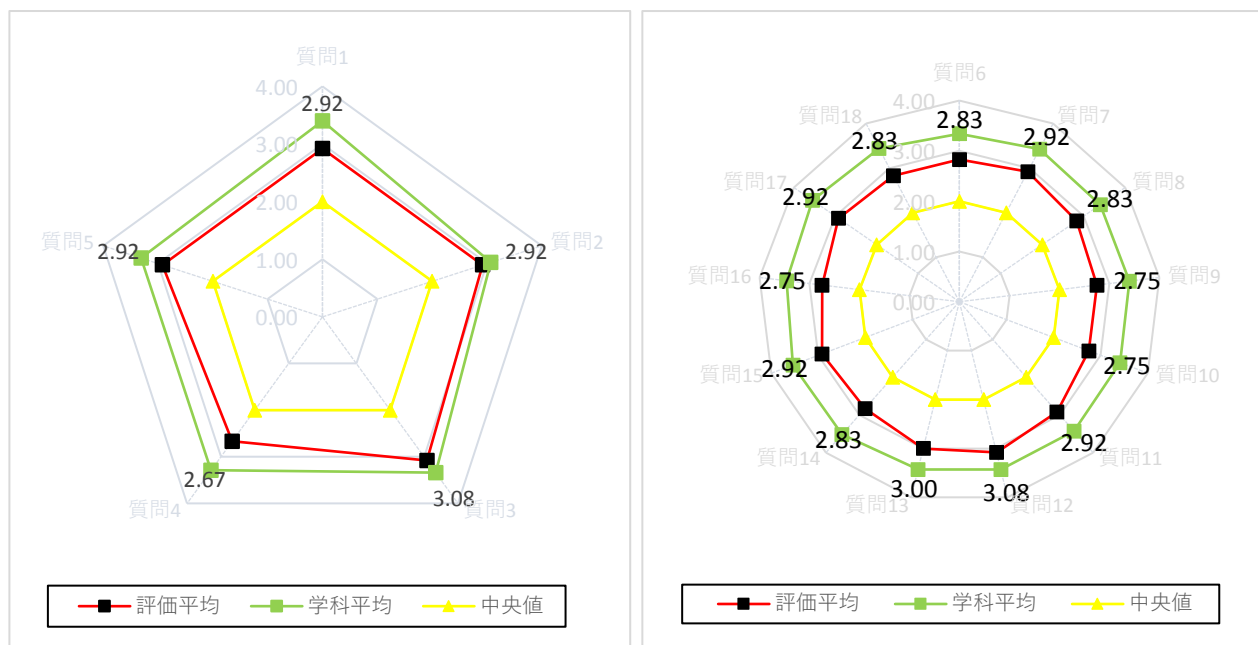 質問1
4.00
2.92
3.00
2.00
質問5
質問2
2.92
2.92
1.00
0.00
2.67
質問4
3.08
質問3
評価平均 学科平均 中央値
質問6
4.00
質問18
2.83
質問7
2.83
2.92
3.00
質問17
質問8
2.92
2.83
2.00
質問16
質問9
2.75
1.00
2.75
0.00
質問15
2.92
2.75
質問10
質問14
2.83
2.92
質問11
3.00
質問13
3.08
質問12
評価平均 学科平均 中央値